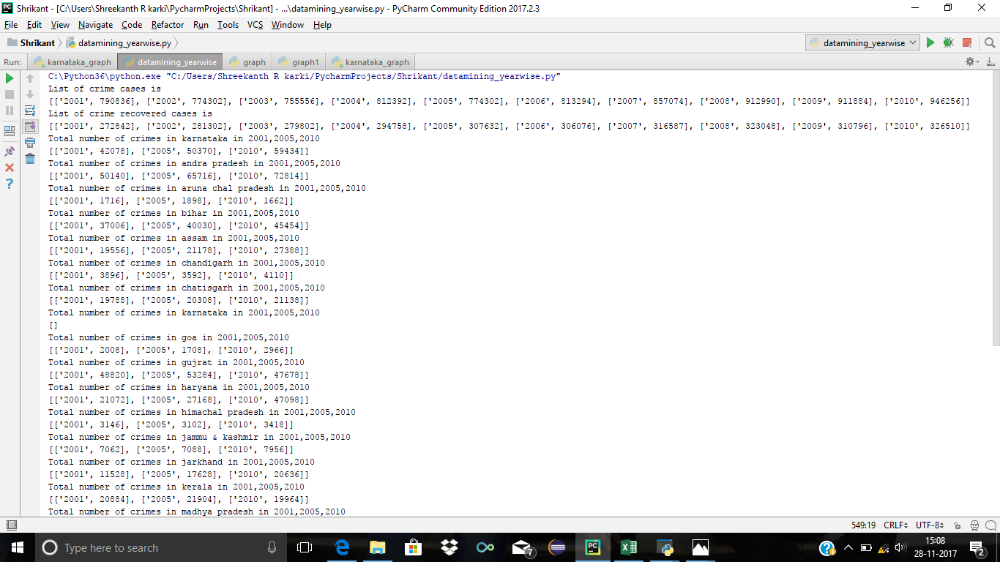 Shrikant - [C:\Users\Shreekanth R karki\PycharmProjects\Shrikant] - ...\datamining_yearwise.py - PyCharm Community Edition 2017.2.3
File Edit View Navigate Code Refactor Run Tools VCS Window Help
Shrikant datamining_yearwise.py datamining_yearwise
Run: karnataka_graph datamining_yearwise graph graph1 karnataka_graph
C:\Python36\python.exe "C:/Users/Shreekanth R karki/PycharmProjects/Shrikant/datamining_yearwise.py"
List of crime cases is
[['2001', 790836], ['2002', 774302], ['2003', 755556], ['2004', 812392], ['2005', 774302], ['2006', 813294], ['2007', 857074], ['2008', 912990], ['2009', 911884], ['2010', 946256]]
List of crime recovered cases is
[['2001', 272842], ['2002', 281302], ['2003', 279802], ['2004', 294758], ['2005', 307632], ['2006', 306076], ['2007', 316587], ['2008', 323048], ['2009', 310796], ['2010', 326510]]
Total number of crimes in karnataka in 2001,2005,2010
[['2001', 42078], ['2005', 50370], ['2010', 59434]]
Total number of crimes in andra pradesh in 2001,2005,2010
[['2001', 50140], ['2005', 65716], ['2010', 72814]]
Total number of crimes in aruna chal pradesh in 2001,2005,2010
[['2001', 1716], ['2005', 1898], ['2010', 1662]]
Total number of crimes in bihar in 2001,2005,2010
[['2001', 37006], ['2005', 40030], ['2010', 45454]]
Total number of crimes in assam in 2001,2005,2010
[['2001', 19556], ['2005', 21178], ['2010', 27388]]
Total number of crimes in chandigarh in 2001,2005,2010
[['2001', 3896], ['2005', 3592], ['2010', 4110]]
Total number of crimes in chatisgarh in 2001,2005,2010
[['2001', 19788], ['2005', 20308], ['2010', 21138]]
Total number of crimes in karnataka in 2001,2005,2010
[]
Total number of crimes in goa in 2001,2005,2010
[['2001', 2008], ['2005', 1708], ['2010', 2966]]
Total number of crimes in gujrat in 2001,2005,2010
[['2001', 48820], ['2005', 53284], ['2010', 47678]]
Total number of crimes in haryana in 2001,2005,2010
[['2001', 21072], ['2005', 27168], ['2010', 47098]]
Total number of crimes in himachal pradesh in 2001,2005,2010
[['2001', 3146], ['2005', 3102], ['2010', 3418]]
Total number of crimes in jammu & kashmir in 2001,2005,2010
[['2001', 7062], ['2005', 7088], ['2010', 7956]]
Total number of crimes in jarkhand in 2001,2005,2010
[['2001', 11528], ['2005', 17628], ['2010', 20636]]
Total number of crimes in kerala in 2001,2005,2010
[['2001', 20884], ['2005', 21904], ['2010', 19964]]
Total number of crimes in madhya pradesh in 2001,2005,2010
549:19 CRLF UTF-8
Type here to search 7 15:08
28-11-2017 2